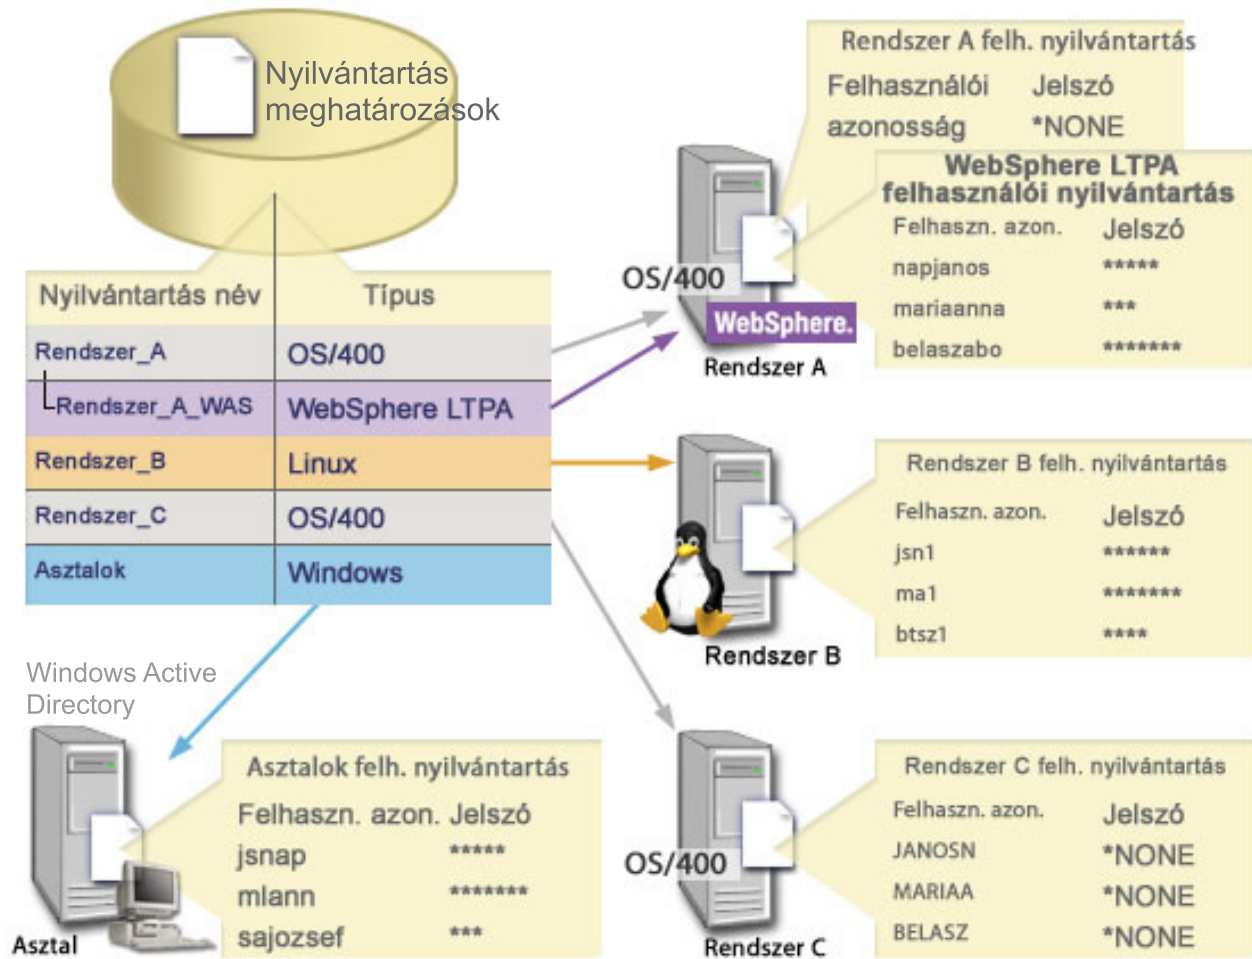 Nyilvántartás
meghatározások
Nyilvántartás név Típus
Rendszer_A OS/400
Rendszer_A_WAS WebSphere LTPA
Rendszer_B Linux
Rendszer_C OS/400
Asztalok Windows
Rendszer A felh. nyilvántartás
Felhasználói Jelszó
azonosság *NONE
WebSphere LTPA
felhasználói nyilvántartás
Felhaszn. azon. Jelszó
napjanos *****
mariaanna ***
belaszabo *******
OS/400
WebSphere.
Rendszer A
Rendszer B felh. nyilvántartás
Felhaszn. azon. Jelszó
jsn1 ******
ma1 *******
btsz1 ****
Rendszer B
Windows Active
Directory
Asztalok felh. nyilvántartás
Felhaszn. azon. Jelszó
jsnap *****
mlann *******
sajozsef ***
Asztal
Rendszer C felh. nyilvántartás
Felhaszn. azon. Jelszó
JANOSN *NONE
MARIAA *NONE
BELASZ *NONE
OS/400
Rendszer C